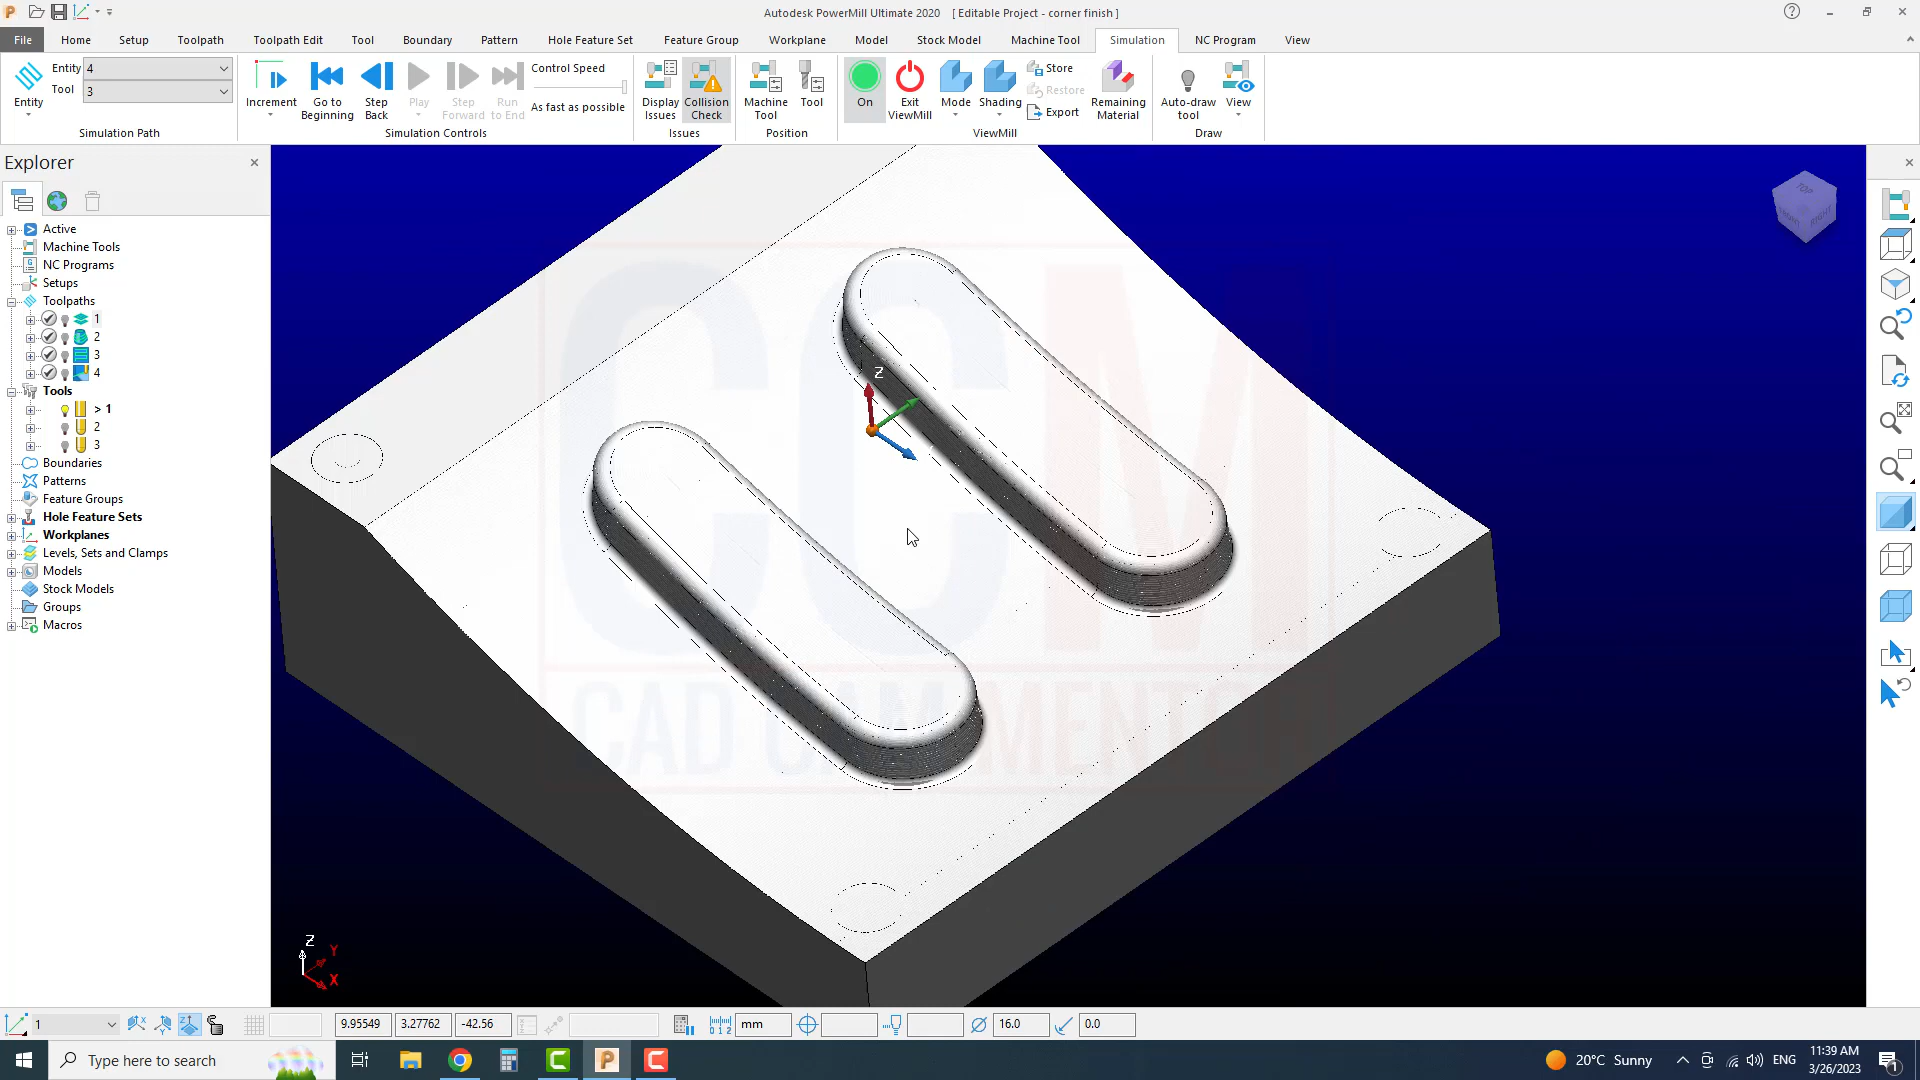 Autodesk PowerMill Ultimate 2020 [ Editable Project - corner finish ]
File Home Setup Toolpath Toolpath Edit Tool Boundary Pattern Hole Feature Set Feature Group Workplane Model Stock Model Machine Tool Simulation NC Program View
Entity
Entity 4
Tool 3
Simulation Path
Increment
Go to Beginning
Step Back
Play
Step Forward
Run to End
Control Speed
As fast as possible
Simulation Controls
Display Issues
Collision Check
Issues
Machine Tool
Tool
Position
On
Exit ViewMill
Mode
Shading
Store
Restore
Export
Remaining Material
ViewMill
Auto-draw tool
View
Draw
Explorer
Active
Machine Tools
NC Programs
Setups
Toolpaths
1
2
3
4
Tools
> 1
2
3
Boundaries
Patterns
Feature Groups
Hole Feature Sets
Workplanes
Levels, Sets and Clamps
Models
Stock Models
Groups
Macros
TOP
RIGHT
Z
CCM
CAD CAM MENTOR
Z
Y
X
1
9.95549 3.27762 -42.56 mm 16.0 0.0
Type here to search
20°C Sunny
ENG
11:39 AM
3/26/2023
1